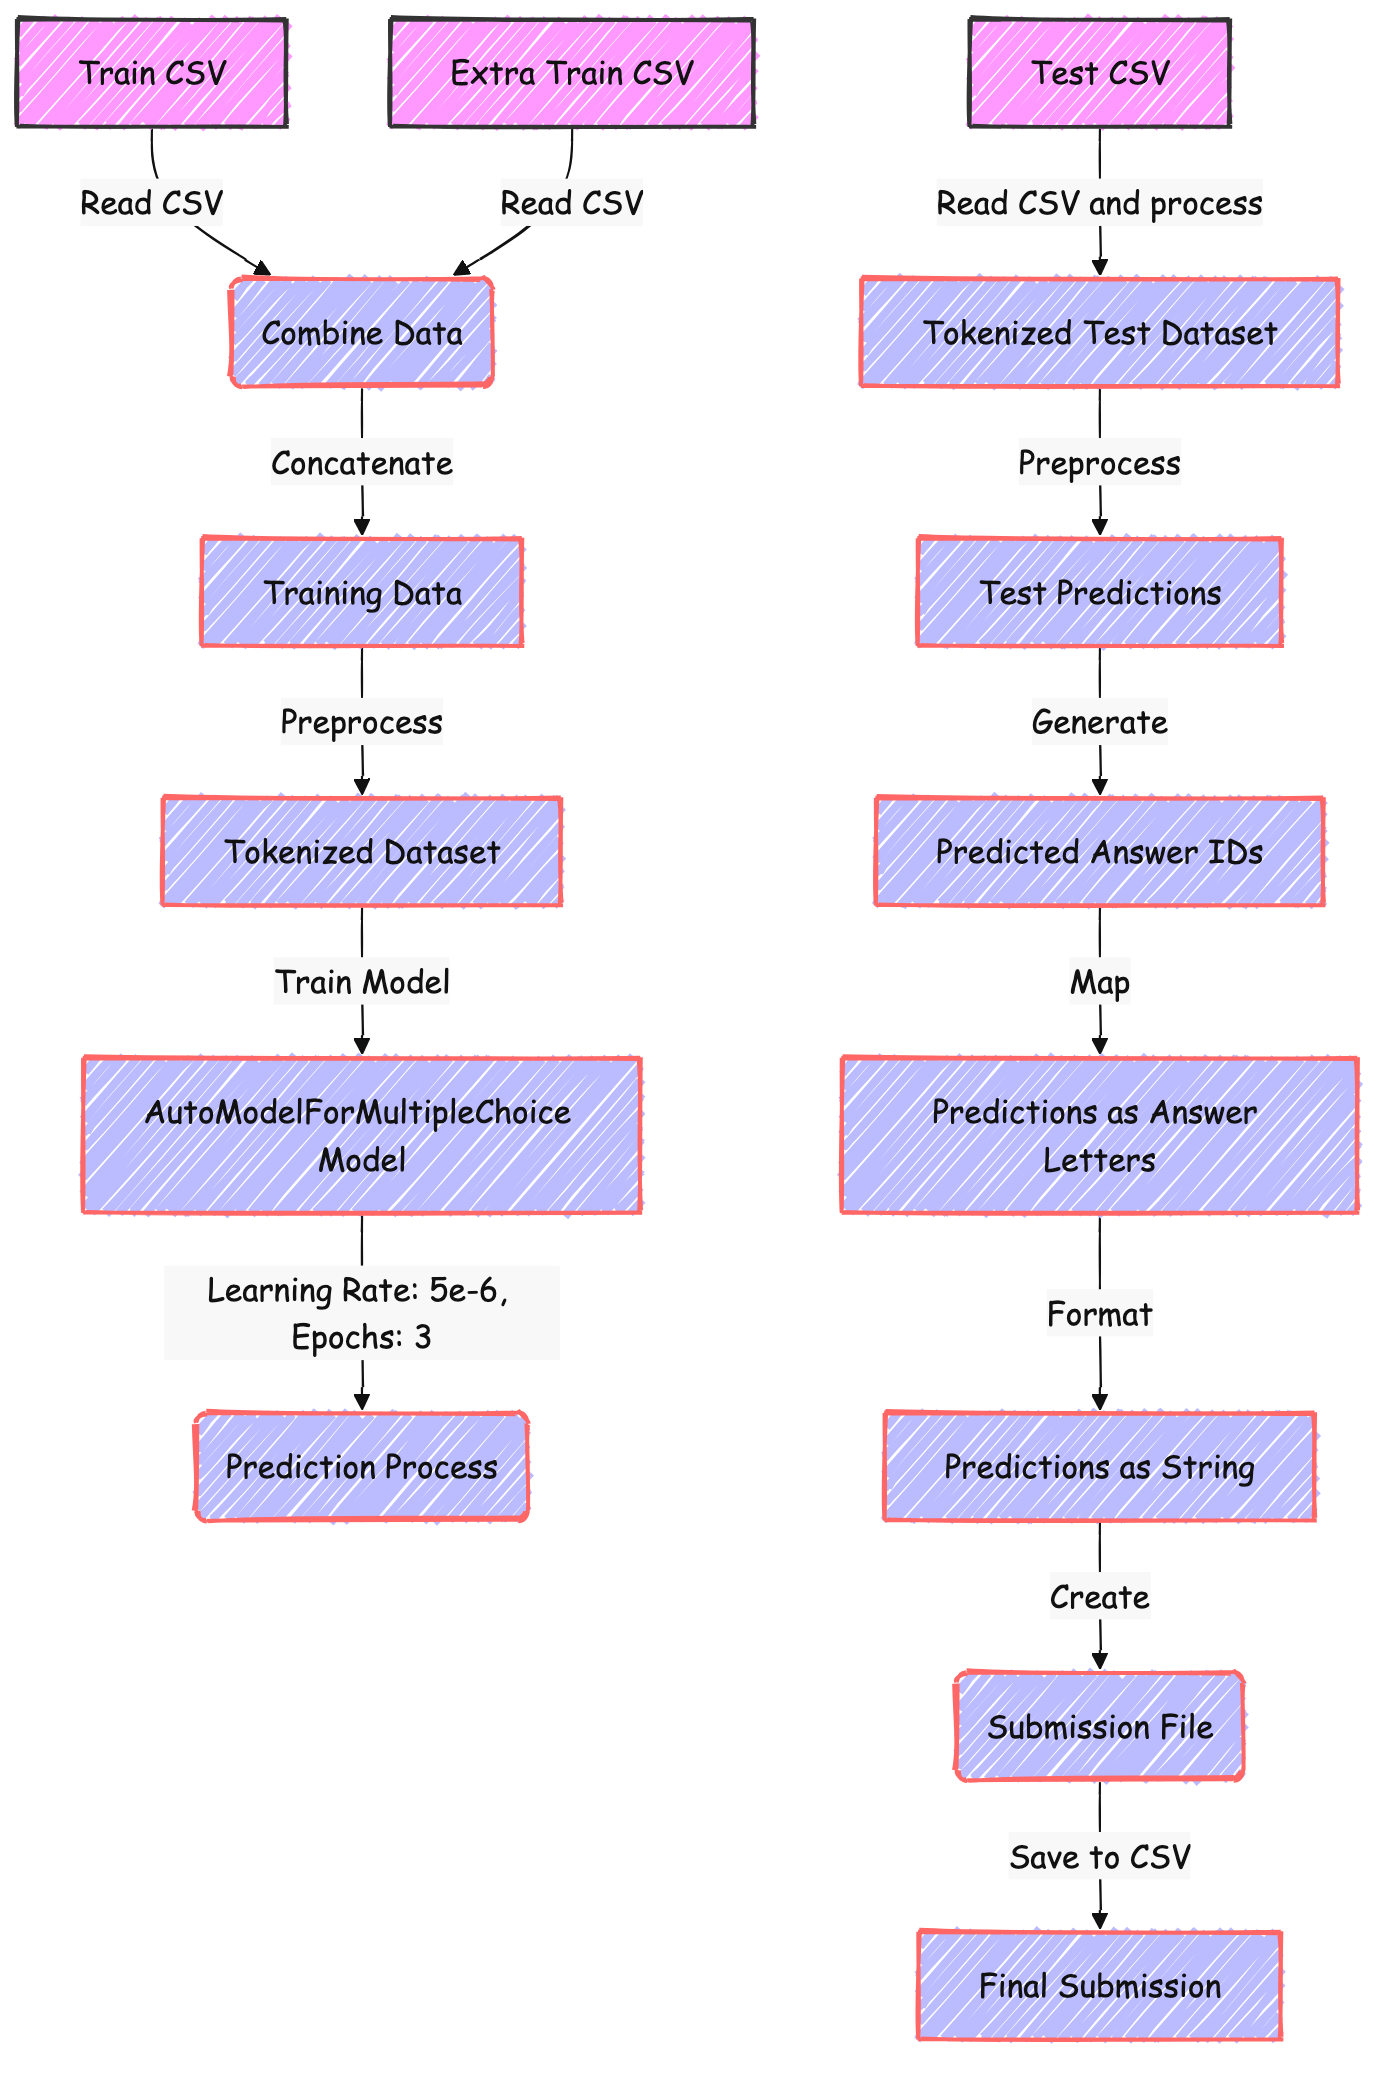 Train CSV
Extra Train CSV
Test CSV
Read CSV
Read CSV
Read CSV and process
Combine Data
Tokenized Test Dataset
Concatenate
Preprocess
Training Data
Test Predictions
Preprocess
Generate
Tokenized Dataset
Predicted Answer IDs
Train Model
Map
AutoModelForMultipleChoice
Model
Predictions as Answer
Letters
Learning Rate: 5e-6,
Epochs: 3
Format
Prediction Process
Predictions as String
Create
Submission File
Save to CSV
Final Submission